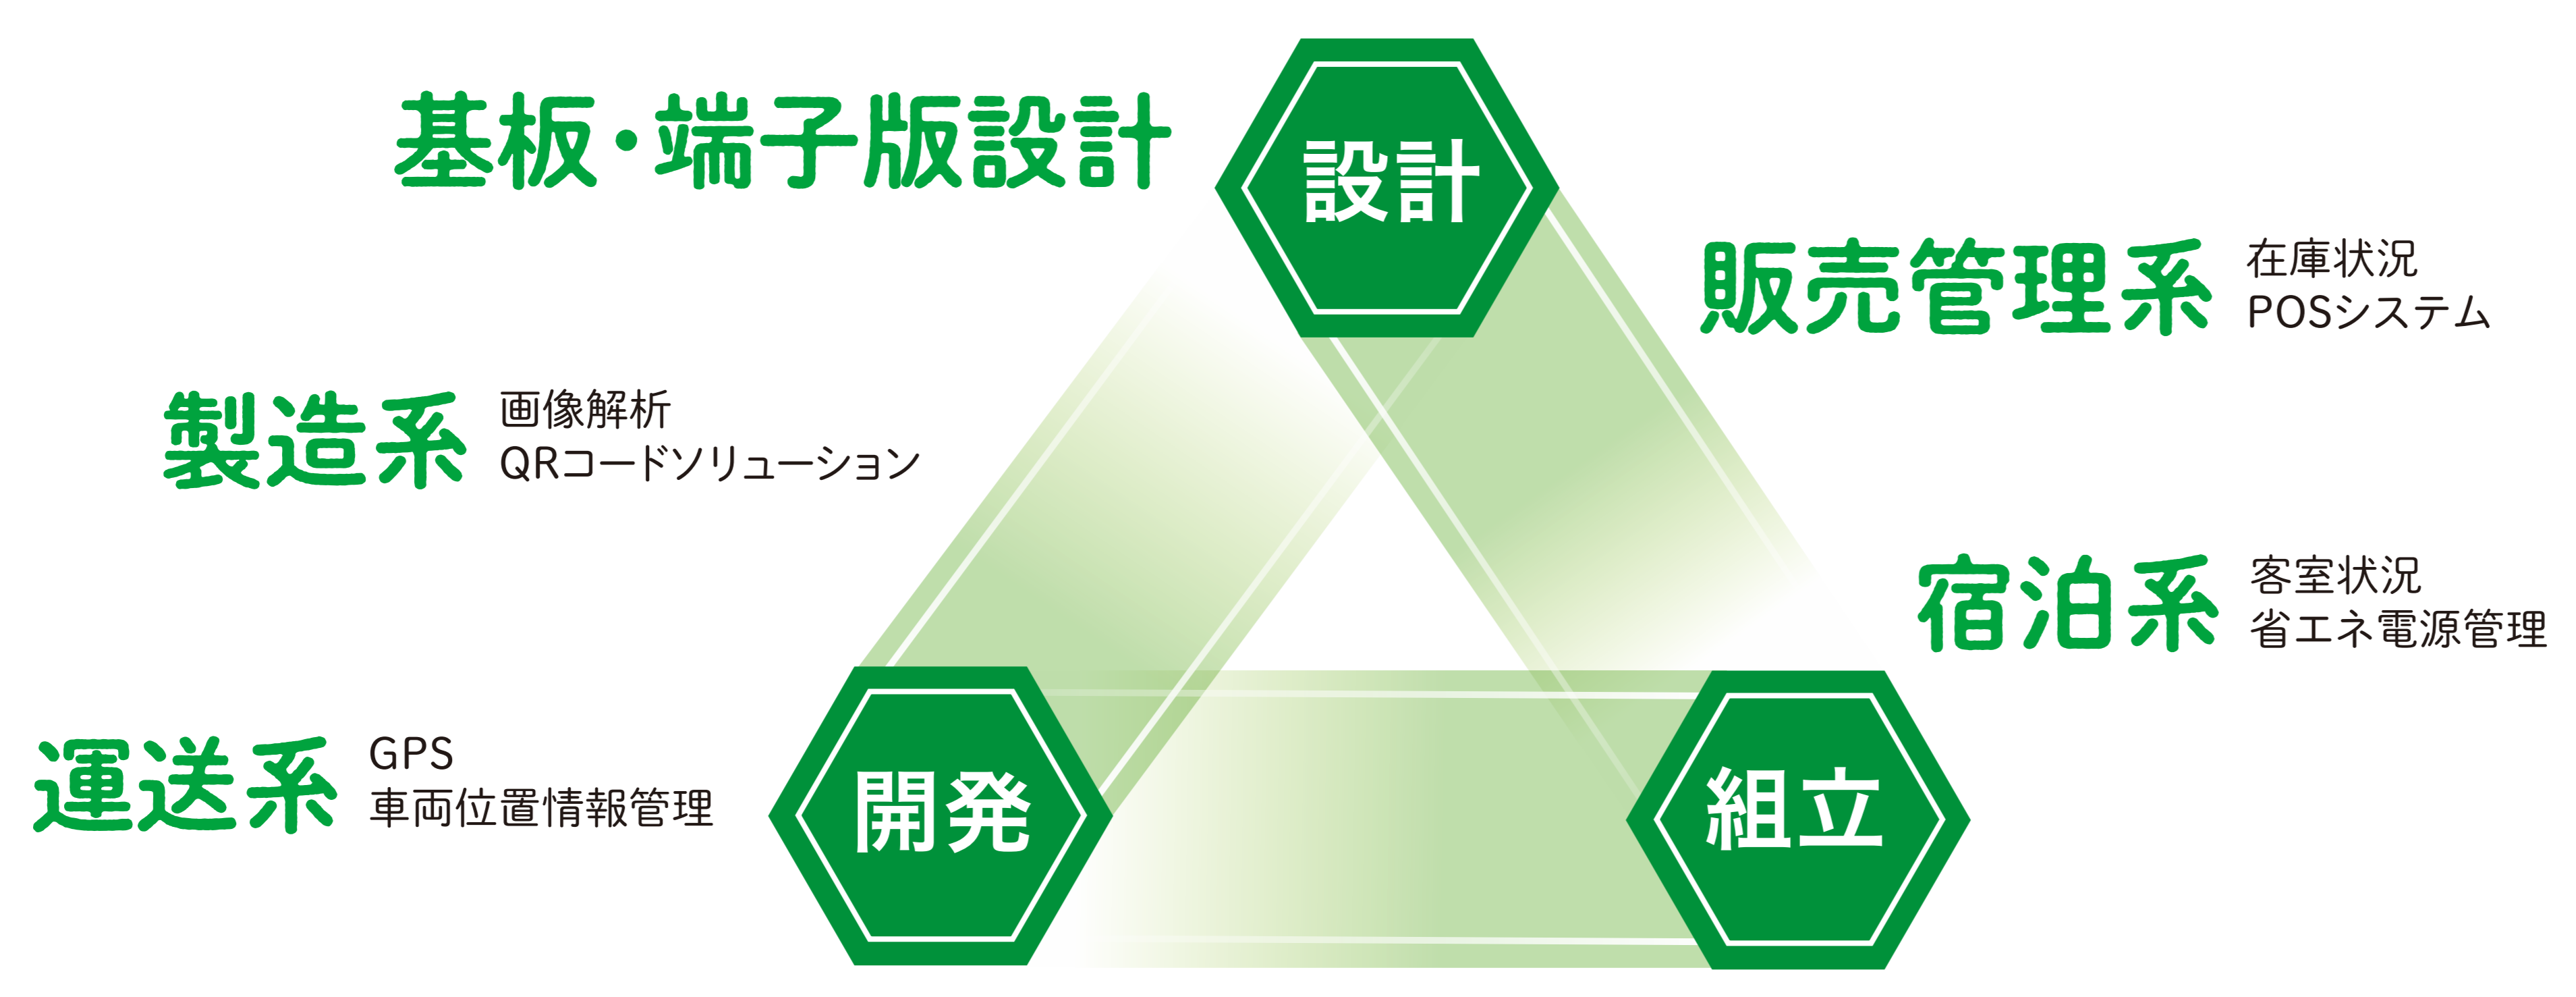 基板・端子版設計
設計
販売管理系
在庫状況
POSシステム
製造系
画像解析
QRコードソリューション
宿泊系
客室状況
省エネ電源管理
運送系
GPS
車両位置情報管理
開発
組立